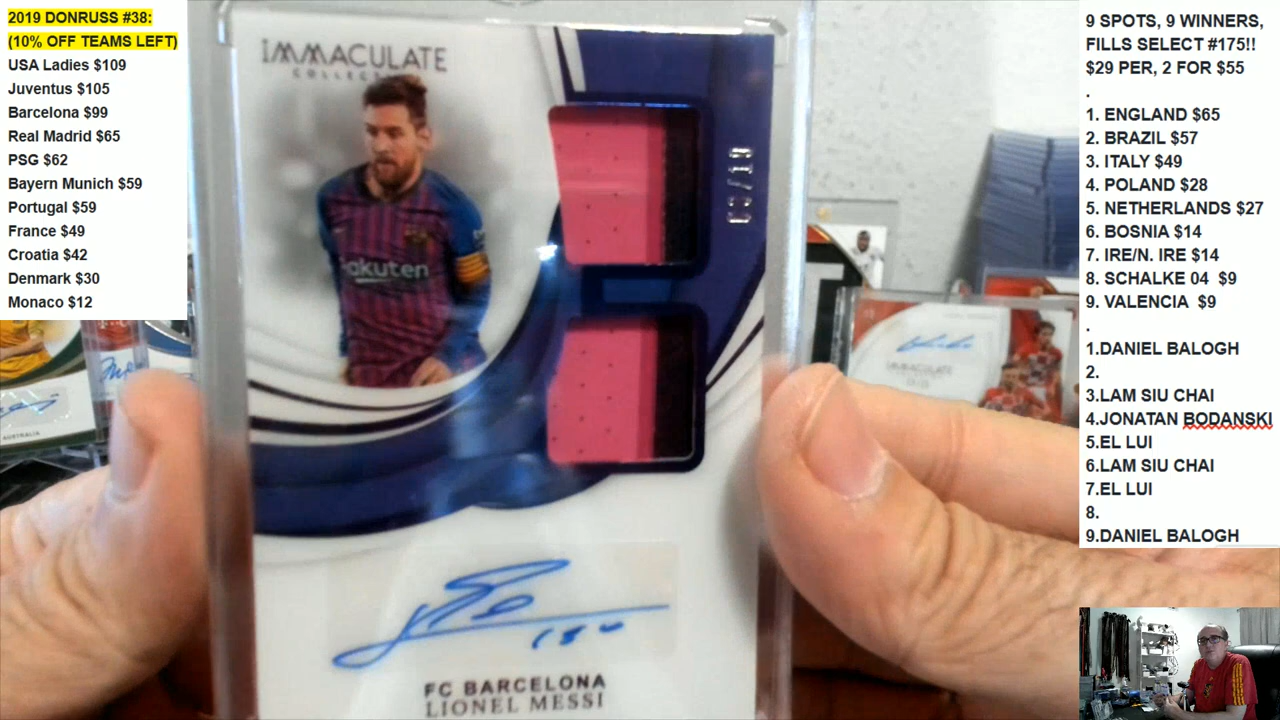 2019 DONRUSS #38:
(10% OFF TEAMS LEFT)
USA Ladies $109
Juventus $105
Barcelona $99
Real Madrid $65
PSG $62
Bayern Munich $59
Portugal $59
France $49
Croatia $42
Denmark $30
Monaco $12
IMMACULATE
COLLECTION
Rakuten
FC BARCELONA
LIONEL MESSI
AUSTRALIA
IMMACULATE
9 SPOTS, 9 WINNERS,
FILLS SELECT #175!!
$29 PER, 2 FOR $55
.
1. ENGLAND $65
2. BRAZIL $57
3. ITALY $49
4. POLAND $28
5. NETHERLANDS $27
6. BOSNIA $14
7. IRE/N. IRE $14
8. SCHALKE 04 $9
9. VALENCIA $9
.
1.DANIEL BALOGH
2.
3.LAM SIU CHAI
4.JONATAN BODANSKI
5.EL LUI
6.LAM SIU CHAI
7.EL LUI
8.
9.DANIEL BALOGH